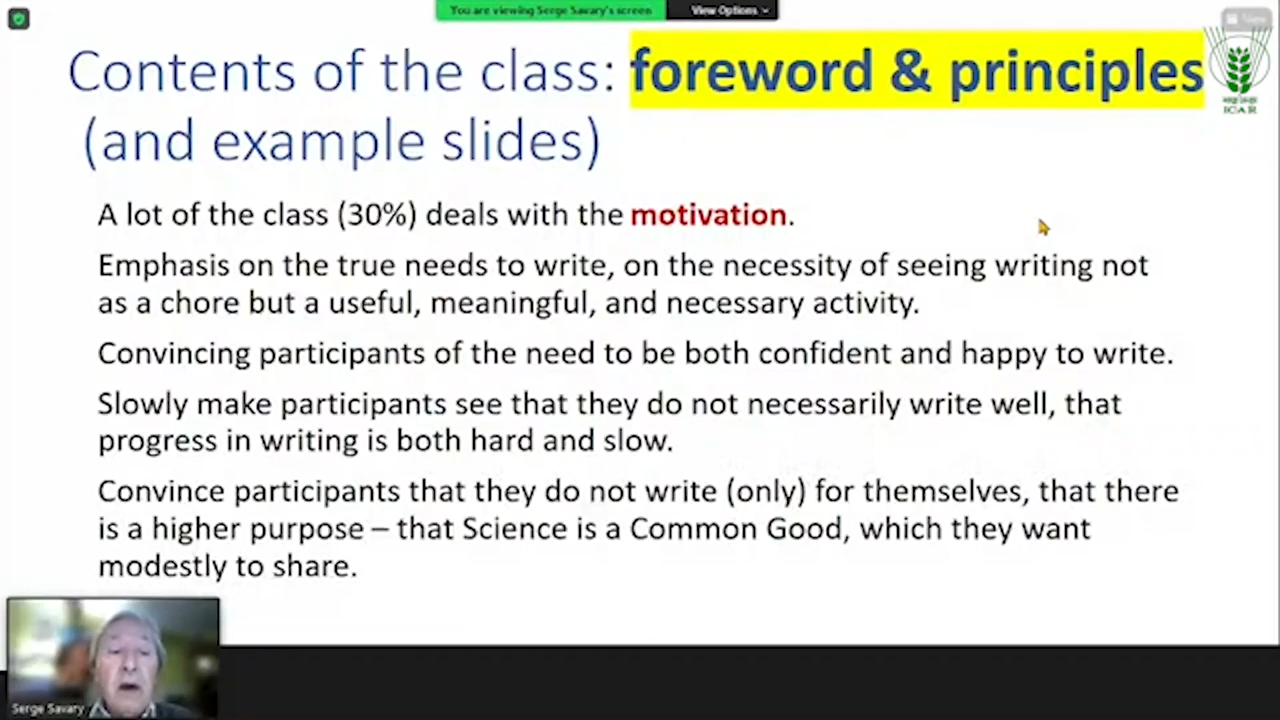 You are viewing Serge Savary's screen
View Options
View
Contents of the class: foreword & principles
(and example slides)
ICAR
A lot of the class (30%) deals with the motivation.
Emphasis on the true needs to write, on the necessity of seeing writing not
as a chore but a useful, meaningful, and necessary activity.
Convincing participants of the need to be both confident and happy to write.
Slowly make participants see that they do not necessarily write well, that
progress in writing is both hard and slow.
Convince participants that they do not write (only) for themselves, that there
is a higher purpose – that Science is a Common Good, which they want
modestly to share.
Serge Savary